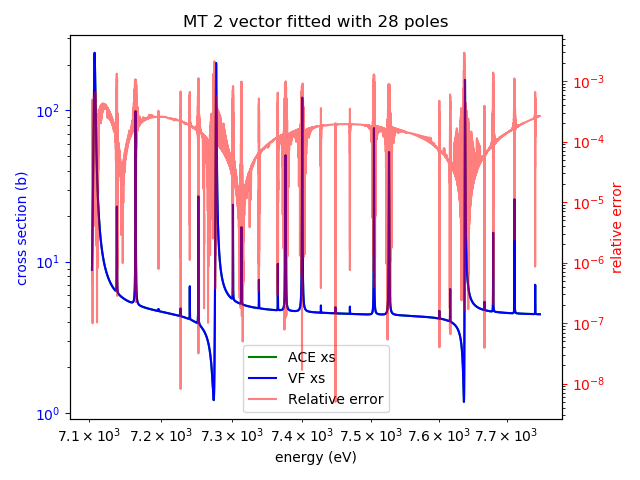 MT 2 vector fitted with 28 poles
10²
10¹
10⁰
cross section (b)
10⁻³
10⁻⁴
10⁻⁵
10⁻⁶
10⁻⁷
10⁻⁸
relative error
ACE xs
VF xs
Relative error
7.1 × 10³ 7.2 × 10³ 7.3 × 10³ 7.4 × 10³ 7.5 × 10³ 7.6 × 10³ 7.7 × 10³
energy (eV)